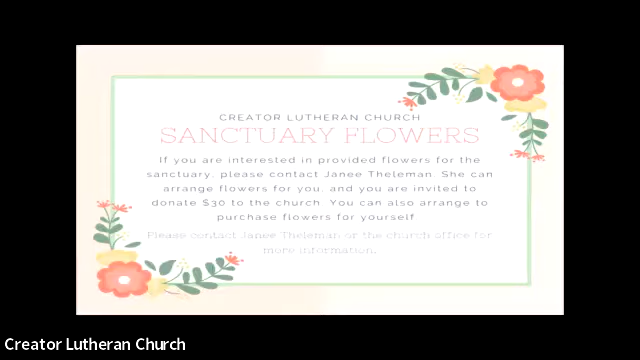 CREATOR LUTHERAN CHURCH
SANCTUARY FLOWERS
If you are interested in provided flowers for the
sanctuary, please contact Janee Theleman. She can
arrange flowers for you, and you are invited to
donate $30 to the church. You can also arrange to
purchase flowers for yourself
Please contact Janee Theleman or the church office for
more information.
Creator Lutheran Church